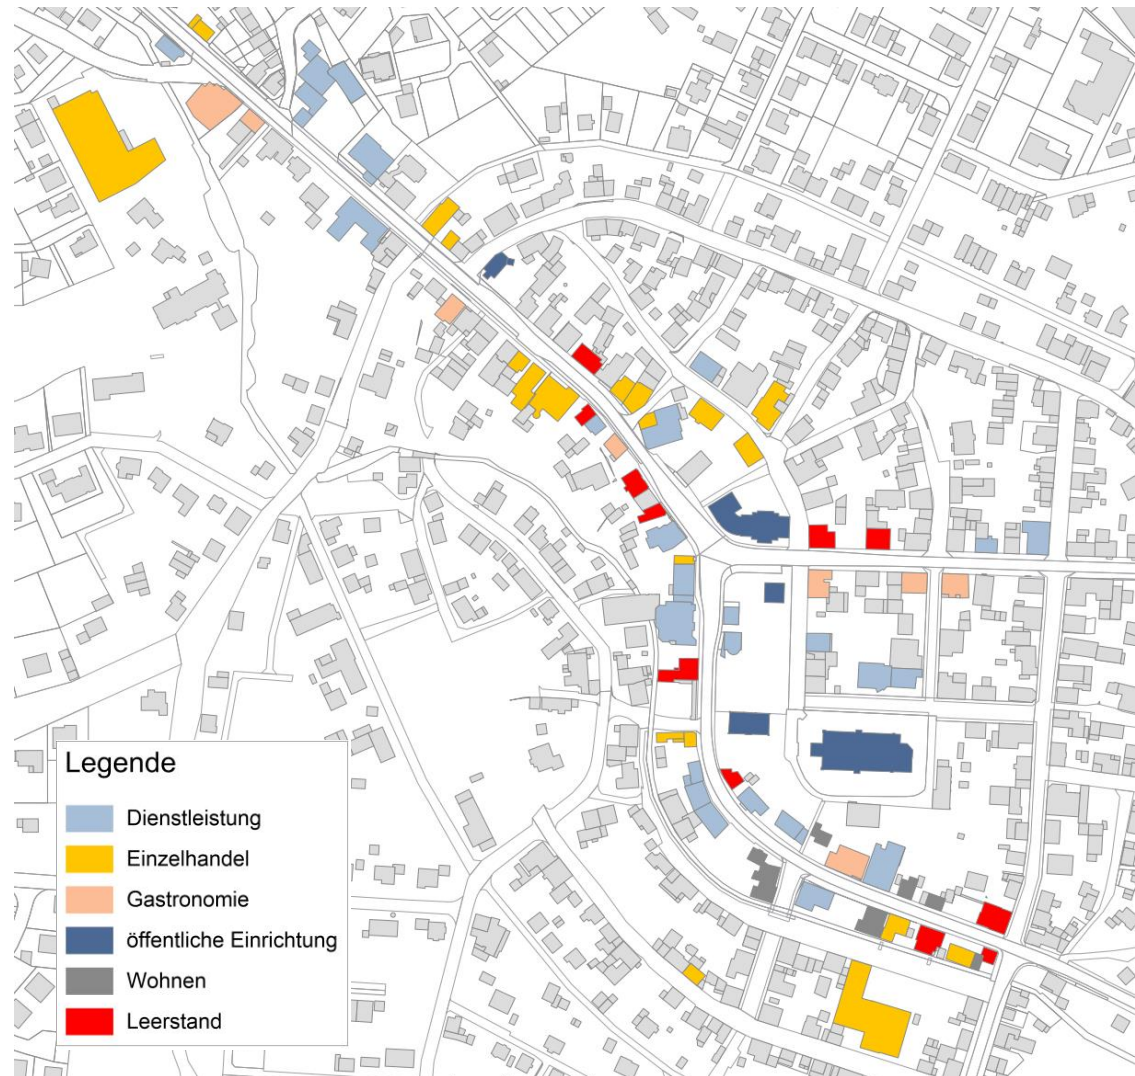 Legende
Dienstleistung
Einzelhandel
Gastronomie
öffentliche Einrichtung
Wohnen
Leerstand